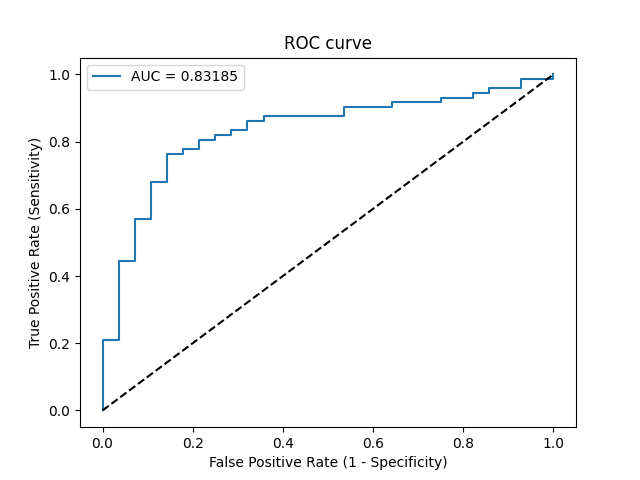 ROC curve
AUC = 0.83185
True Positive Rate (Sensitivity)
1.0
0.8
0.6
0.4
0.2
0.0
0.0 0.2 0.4 0.6 0.8 1.0
False Positive Rate (1 - Specificity)